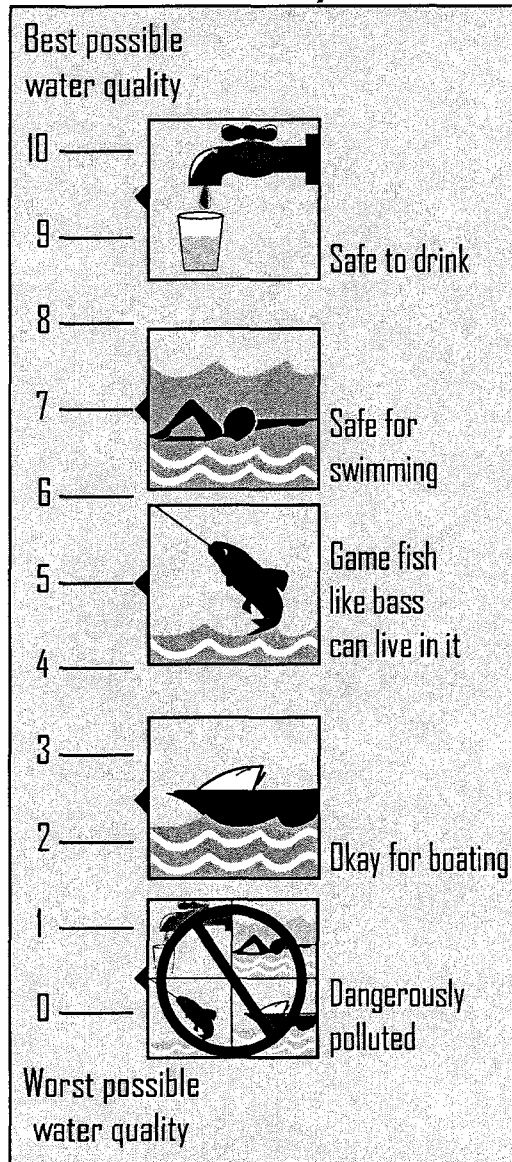 Best possible
water quality
10
9
Safe to drink
8
7
Safe for
swimming
6
5
Game fish
like bass
can live in it
4
3
2
Okay for boating
1
0
Dangerously
polluted
Worst possible
water quality